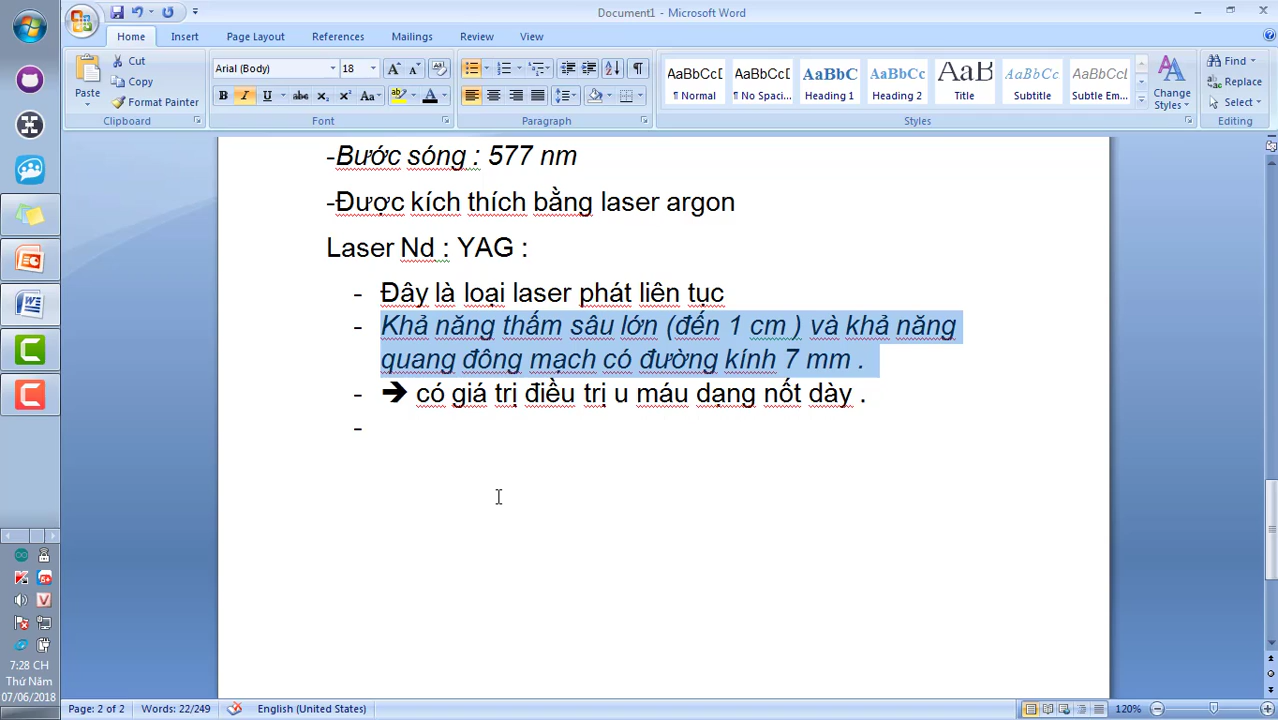 Document1 - Microsoft Word
Home Insert Page Layout References Mailings Review View
Paste
Cut
Copy
Format Painter
Clipboard
Arial (Body) 18
Font
Paragraph
AaBbCcD ¶ Normal
AaBbCcD ¶ No Spaci...
AaBbC Heading 1
AaBbCc Heading 2
AaB Title
AaBbCc Subtitle
AaBbCcD Subtle Em...
Change Styles
Styles
Find
Replace
Select
Editing
-Bước sóng : 577 nm
-Được kích thích bằng laser argon
Laser Nd : YAG :
- Đây là loại laser phát liên tục
- Khả năng thấm sâu lớn (đến 1 cm ) và khả năng
quang đông mạch có đường kính 7 mm .
- ➔ có giá trị điều trị u máu dạng nốt dày .
-
7:28 CH
Thứ Năm
07/06/2018
Page: 2 of 2 Words: 22/249 English (United States) 120%